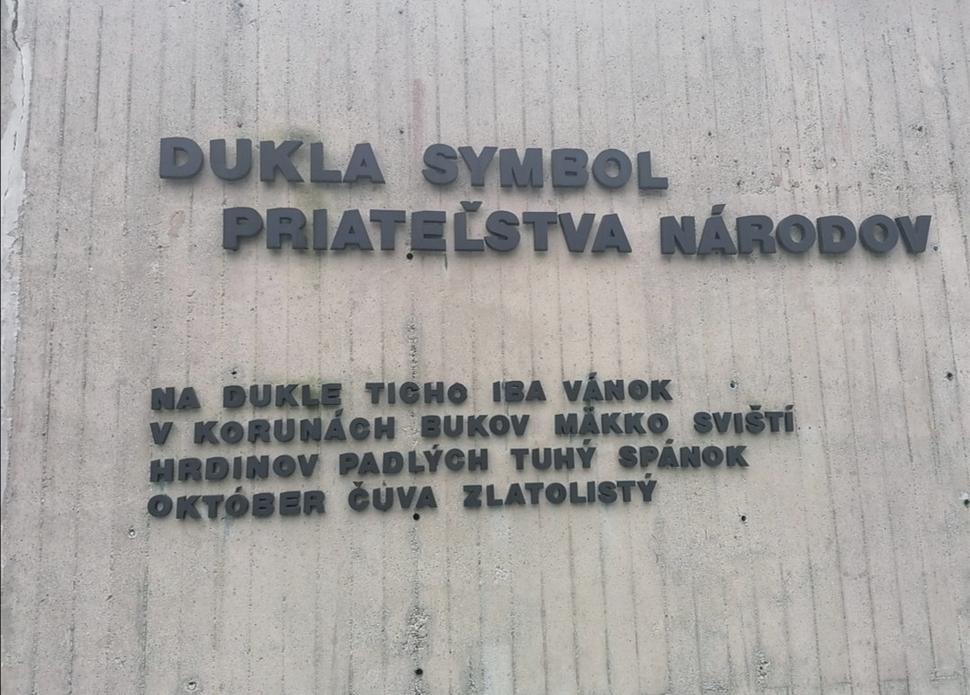 DUKLA SYMBOL
PRIATEĽSTVA NÁRODOV
NA DUKLE TICHO IBA VÁNOK
V KORUNÁCH BUKOV MÄKKO SVIŠTÍ
HRDINOV PADLÝCH TUHÝ SPÁNOK
OKTÓBER ČUVA ZLATOLISTÝ